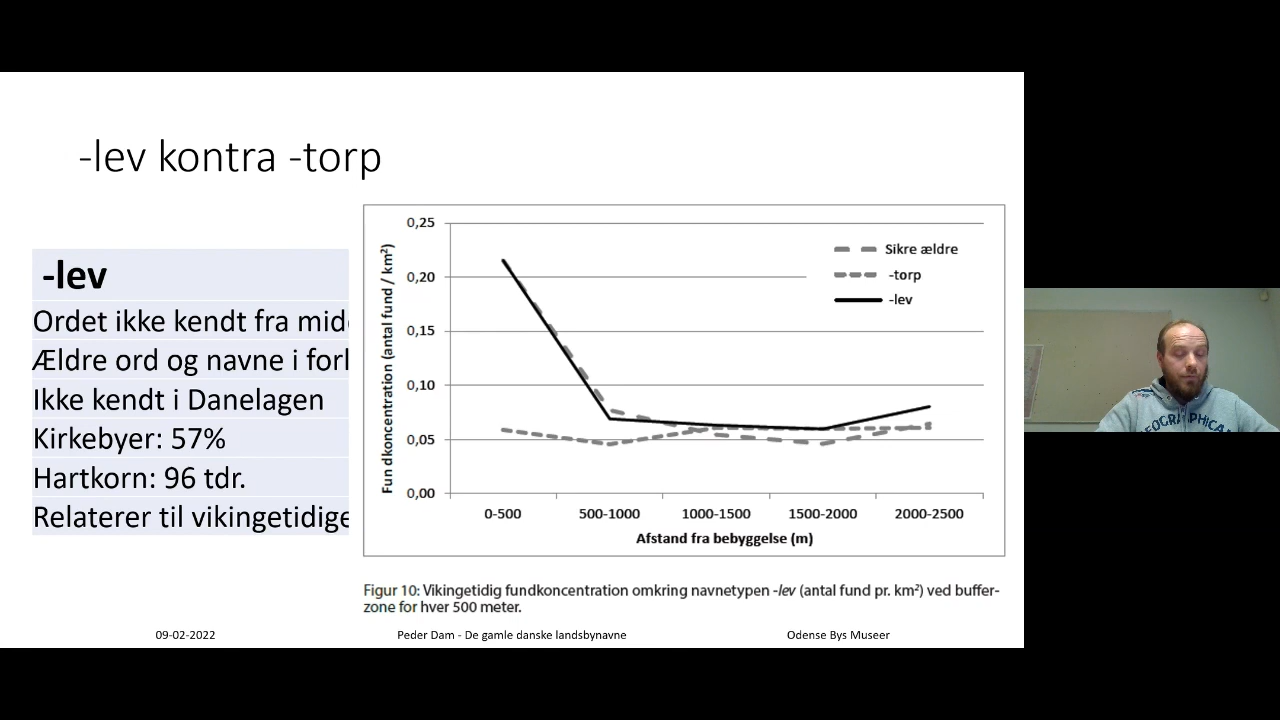 -lev kontra -torp
-lev
Ordet ikke kendt fra
Ældre ord og navne i
Ikke kendt i Danelagen
Kirkebyer: 57%
Hartkorn: 96 tdr.
Relaterer til vikingetidige
0,25
0,20
0,15
0,10
0,05
0,00
Fun dkoncentration (antal fund / km²)
Sikre ældre
-torp
-lev
0-500 500-1000 1000-1500 1500-2000 2000-2500
Afstand fra bebyggelse (m)
Figur 10: Vikingetidig fundkoncentration omkring navnetypen -lev (antal fund pr. km²) ved buffer-
zone for hver 500 meter.
09-02-2022 Peder Dam - De gamle danske landsbynavne Odense Bys Museer